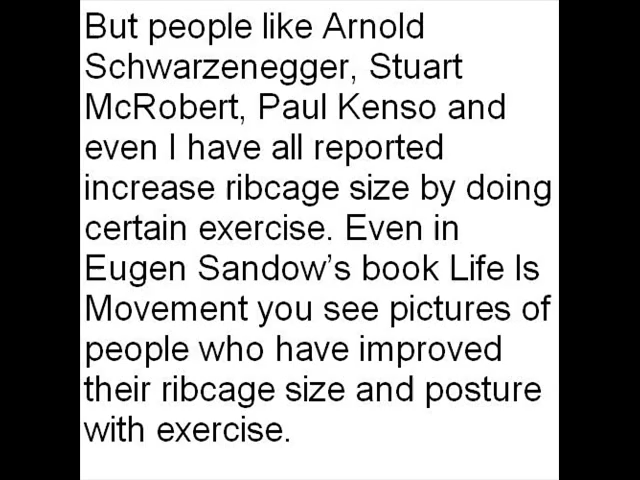 But people like Arnold
Schwarzenegger, Stuart
McRobert, Paul Kenso and
even I have all reported
increase ribcage size by doing
certain exercise. Even in
Eugen Sandow’s book Life Is
Movement you see pictures of
people who have improved
their ribcage size and posture
with exercise.